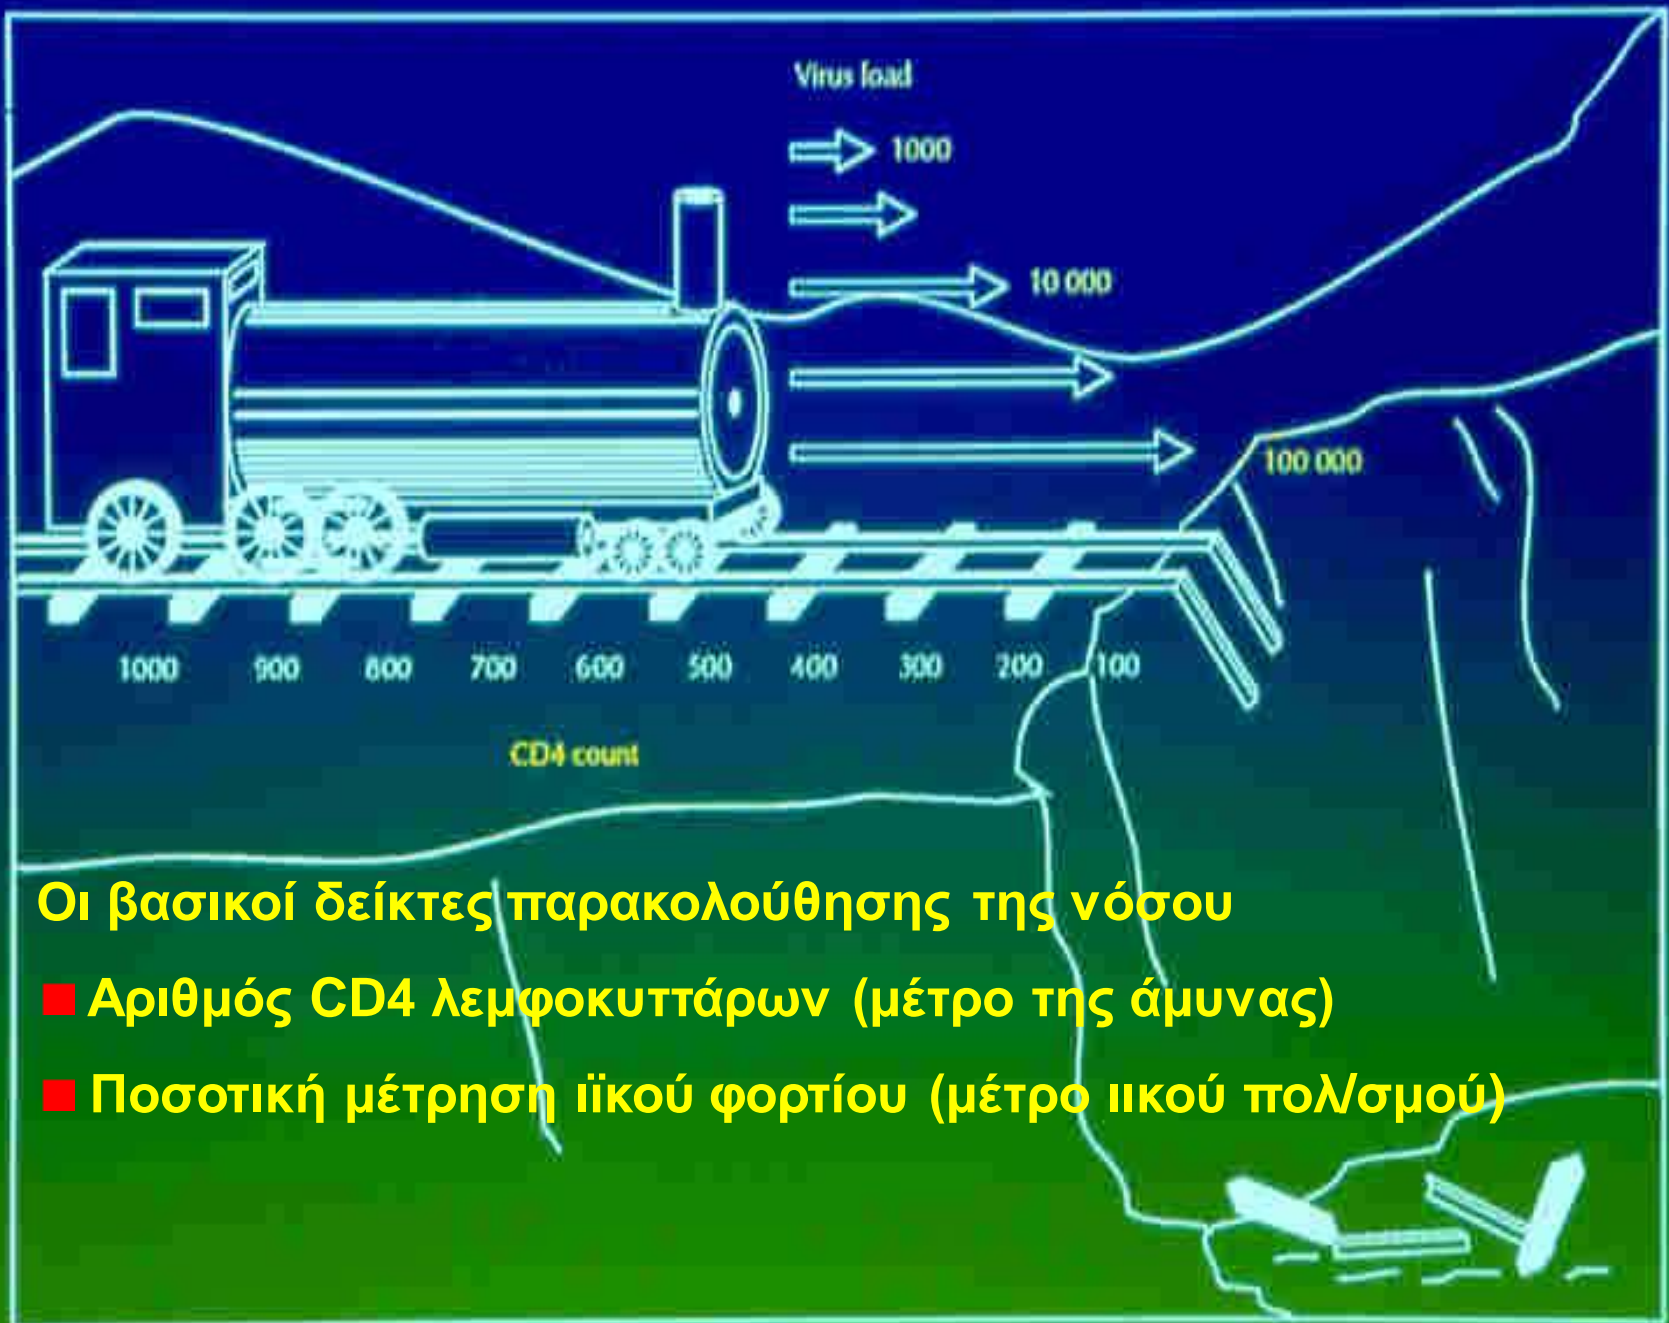 Virus load
1000
10 000
100 000
1000 900 800 700 600 500 400 300 200 100
CD4 count
Οι βασικοί δείκτες παρακολούθησης της νόσου
Αριθμός CD4 λεμφοκυττάρων (μέτρο της άμυνας)
Ποσοτική μέτρηση ιϊκού φορτίου (μέτρο ιικού πολ/σμού)